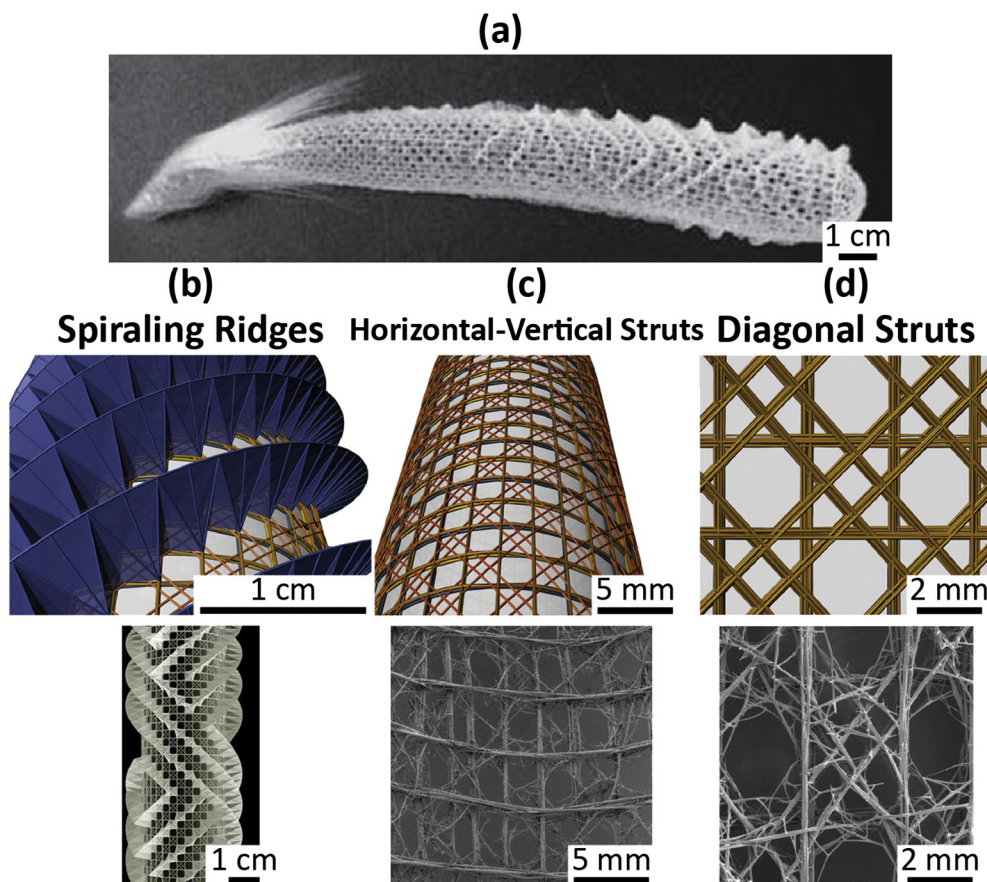 (a)
1 cm
(b)
(c)
(d)
Spiraling Ridges
Horizontal-Vertical Struts
Diagonal Struts
1 cm
5 mm
2 mm
1 cm
5 mm
2 mm